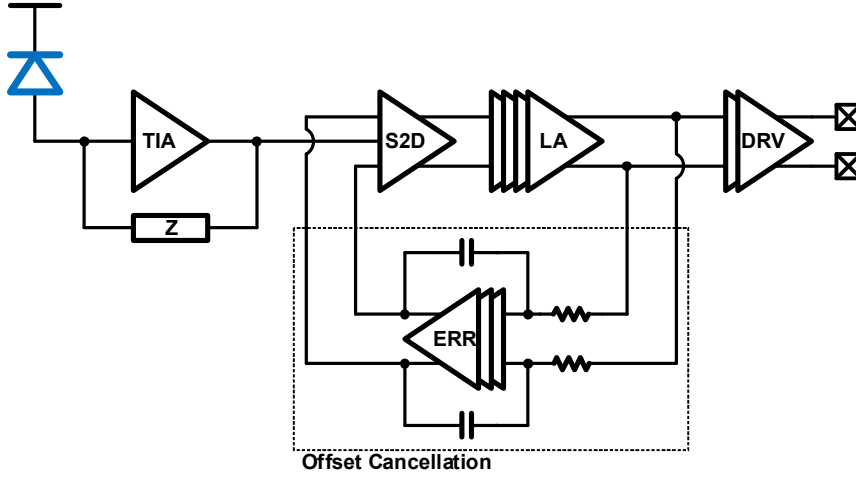 TIA
S2D
LA
DRV
Z
ERR
Offset Cancellation